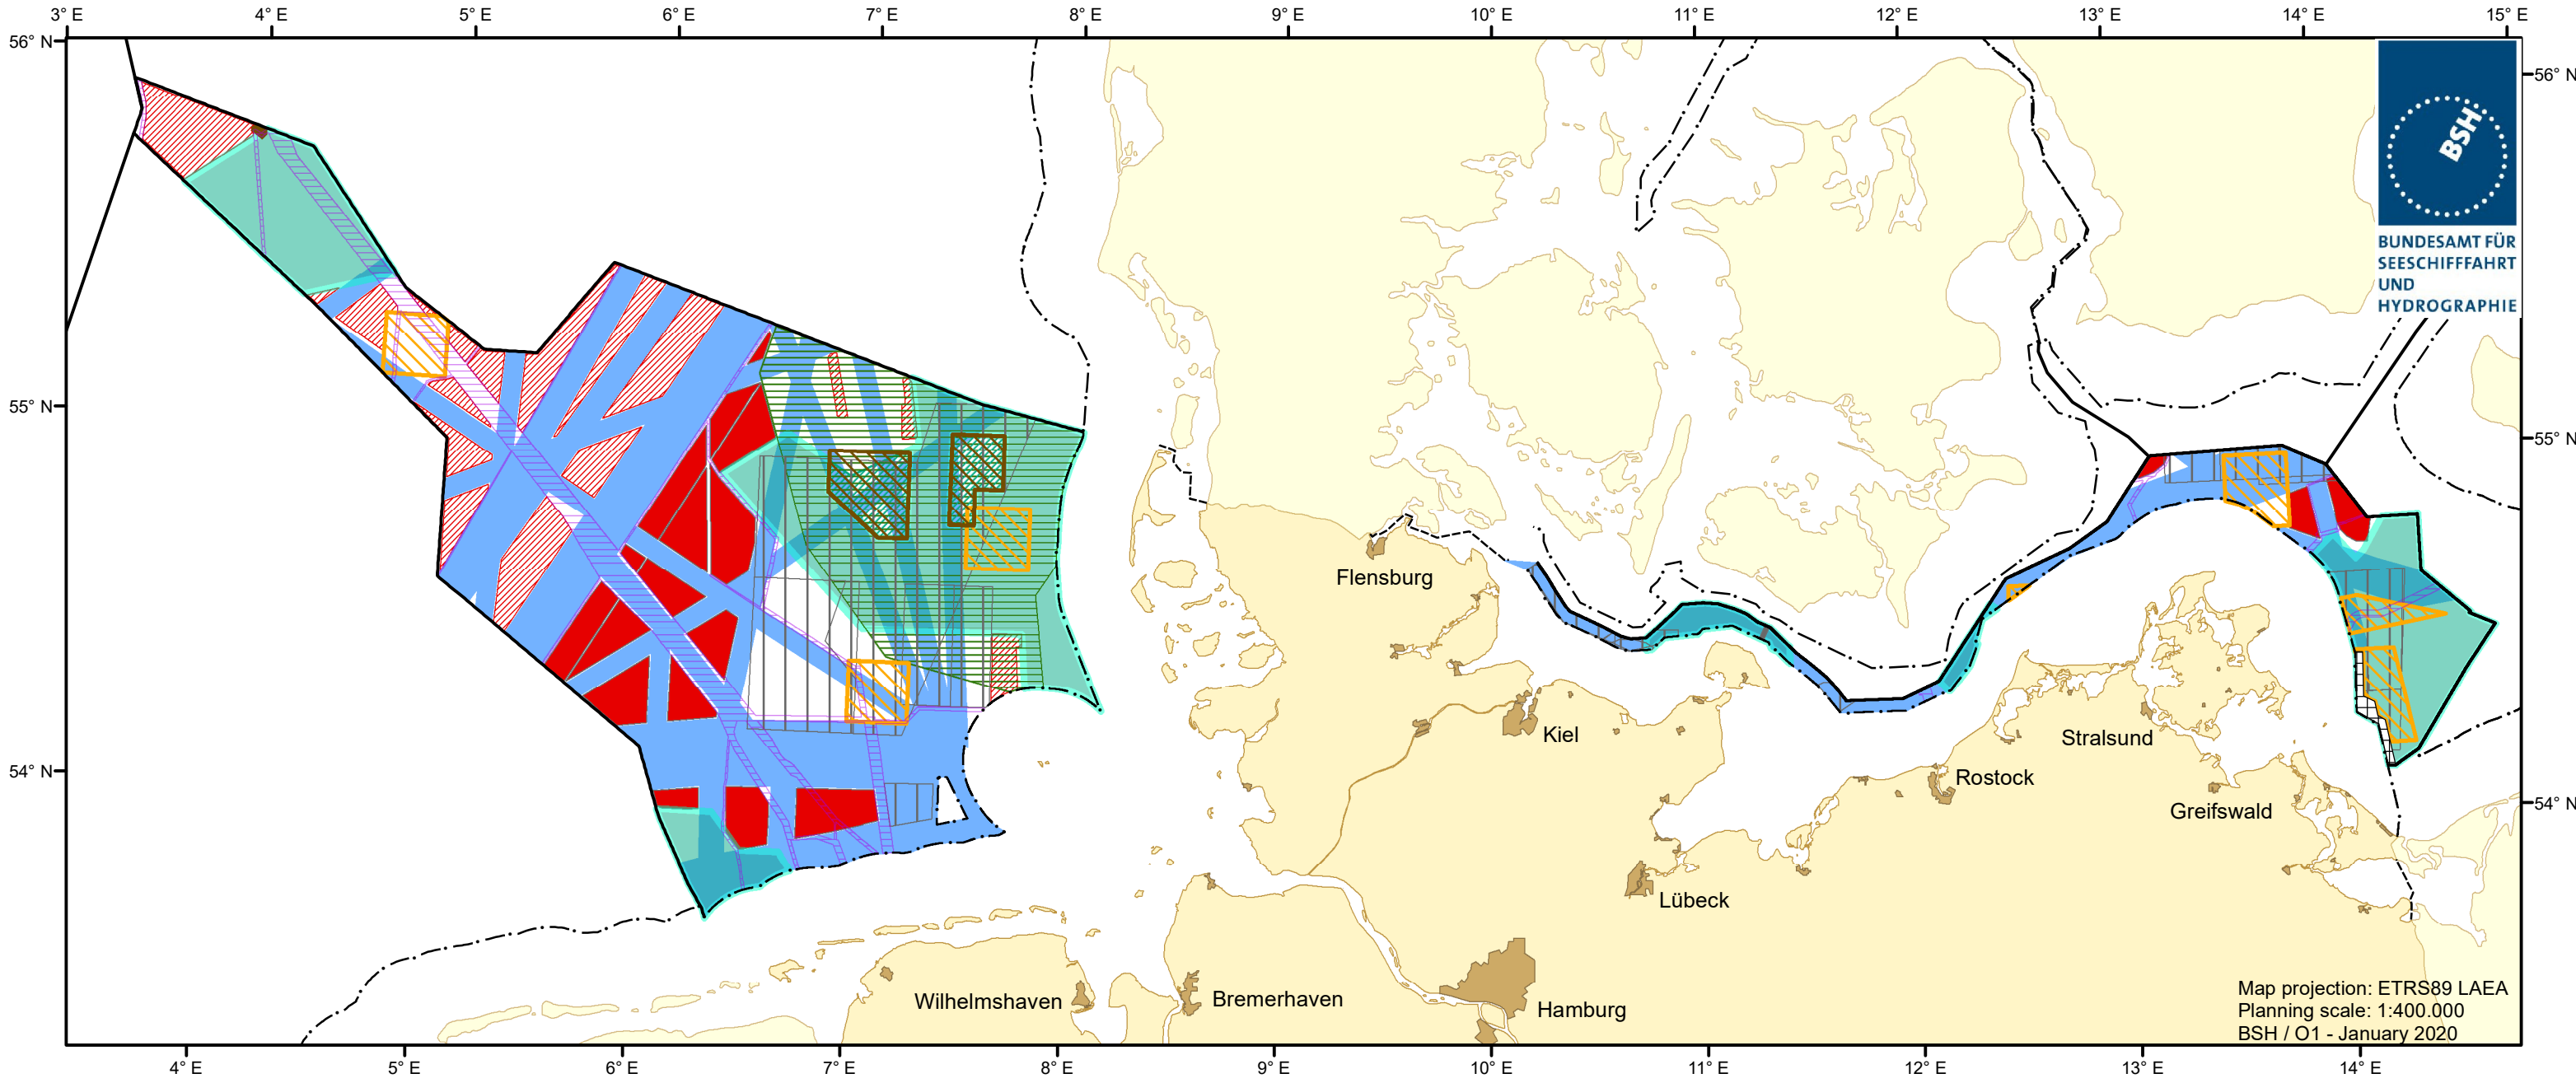 3° E 4° E 5° E 6° E 7° E 8° E 9° E 10° E 11° E 12° E 13° E 14° E 15° E
56° N
56° N
BSH
BUNDESAMT FÜR
SEESCHIFFFAHRT
UND
HYDROGRAPHIE
55° N
55° N
Flensburg
Kiel
Stralsund
54° N
Rostock
54° N
Greifswald
Lübeck
Wilhelmshaven
Bremerhaven
Hamburg
Map projection: ETRS89 LAEA
Planning scale: 1:400.000
BSH / O1 - January 2020
4° E 5° E 6° E 7° E 8° E 9° E 10° E 11° E 12° E 13° E 14° E